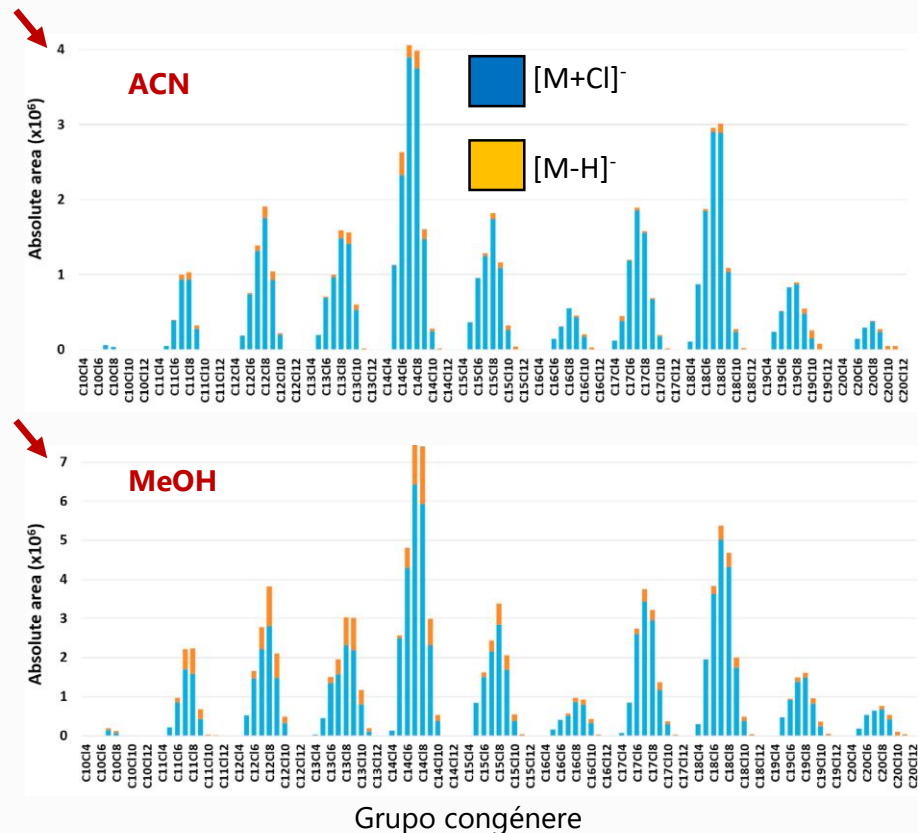 4
3
2
1
0
Absolute area (x10⁶)
ACN
[M+Cl]⁻
[M-H]⁻
C10Cl4 C10Cl6 C10Cl8 C10Cl10 C10Cl12 C11Cl4 C11Cl6 C11Cl8 C11Cl10 C11Cl12 C12Cl4 C12Cl6 C12Cl8 C12Cl10 C12Cl12 C13Cl4 C13Cl6 C13Cl8 C13Cl10 C13Cl12 C14Cl4 C14Cl6 C14Cl8 C14Cl10 C14Cl12 C15Cl4 C15Cl6 C15Cl8 C15Cl10 C15Cl12 C16Cl4 C16Cl6 C16Cl8 C16Cl10 C16Cl12 C17Cl4 C17Cl6 C17Cl8 C17Cl10 C17Cl12 C18Cl4 C18Cl6 C18Cl8 C18Cl10 C18Cl12 C19Cl4 C19Cl6 C19Cl8 C19Cl10 C19Cl12 C20Cl4 C20Cl6 C20Cl8 C20Cl10 C20Cl12
7
6
5
4
3
2
1
0
Absolute area (x10⁶)
MeOH
C10Cl4 C10Cl6 C10Cl8 C10Cl10 C10Cl12 C11Cl4 C11Cl6 C11Cl8 C11Cl10 C11Cl12 C12Cl4 C12Cl6 C12Cl8 C12Cl10 C12Cl12 C13Cl4 C13Cl6 C13Cl8 C13Cl10 C13Cl12 C14Cl4 C14Cl6 C14Cl8 C14Cl10 C14Cl12 C15Cl4 C15Cl6 C15Cl8 C15Cl10 C15Cl12 C16Cl4 C16Cl6 C16Cl8 C16Cl10 C16Cl12 C17Cl4 C17Cl6 C17Cl8 C17Cl10 C17Cl12 C18Cl4 C18Cl6 C18Cl8 C18Cl10 C18Cl12 C19Cl4 C19Cl6 C19Cl8 C19Cl10 C19Cl12 C20Cl4 C20Cl6 C20Cl8 C20Cl10 C20Cl12
Grupo congénere